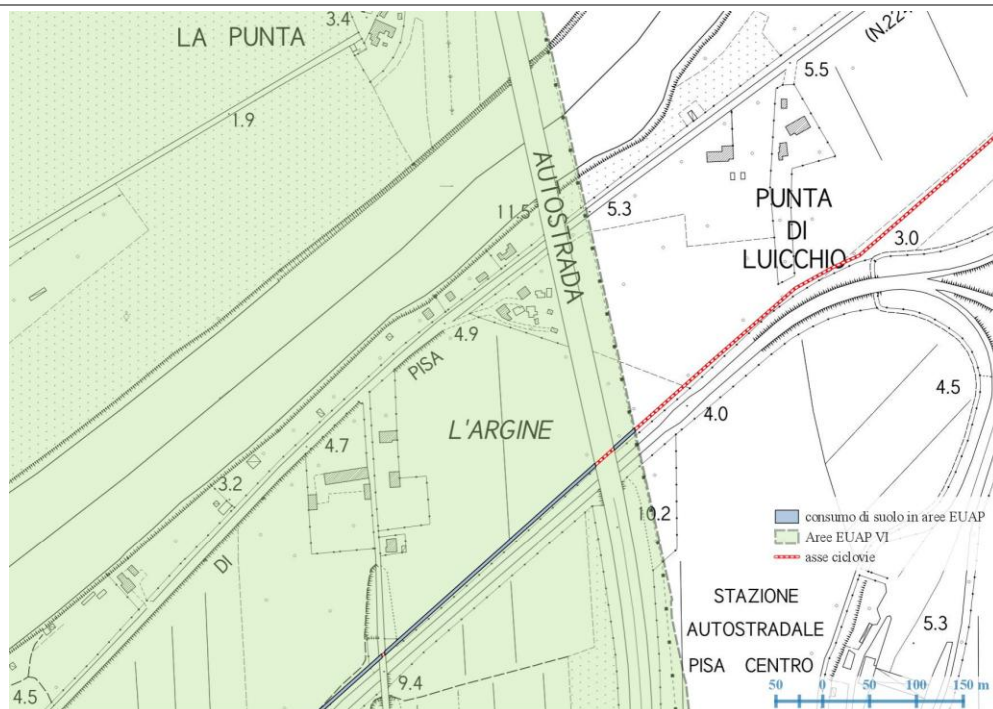 3.4
LA PUNTA
(N.22
5.5
1.9
AUTOSTRADA
11.5
5.3
PUNTA
DI
LUICCHIO
3.0
4.9
PISA
4.5
4.0
L'ARGINE
4.7
3.2
10.2
consumo di suolo in aree EUAP
Aree EUAP VI
asse ciclovie
DI
STAZIONE
AUTOSTRADALE
PISA CENTRO
5.3
4.5
9.4
50 0 50 100 150 m